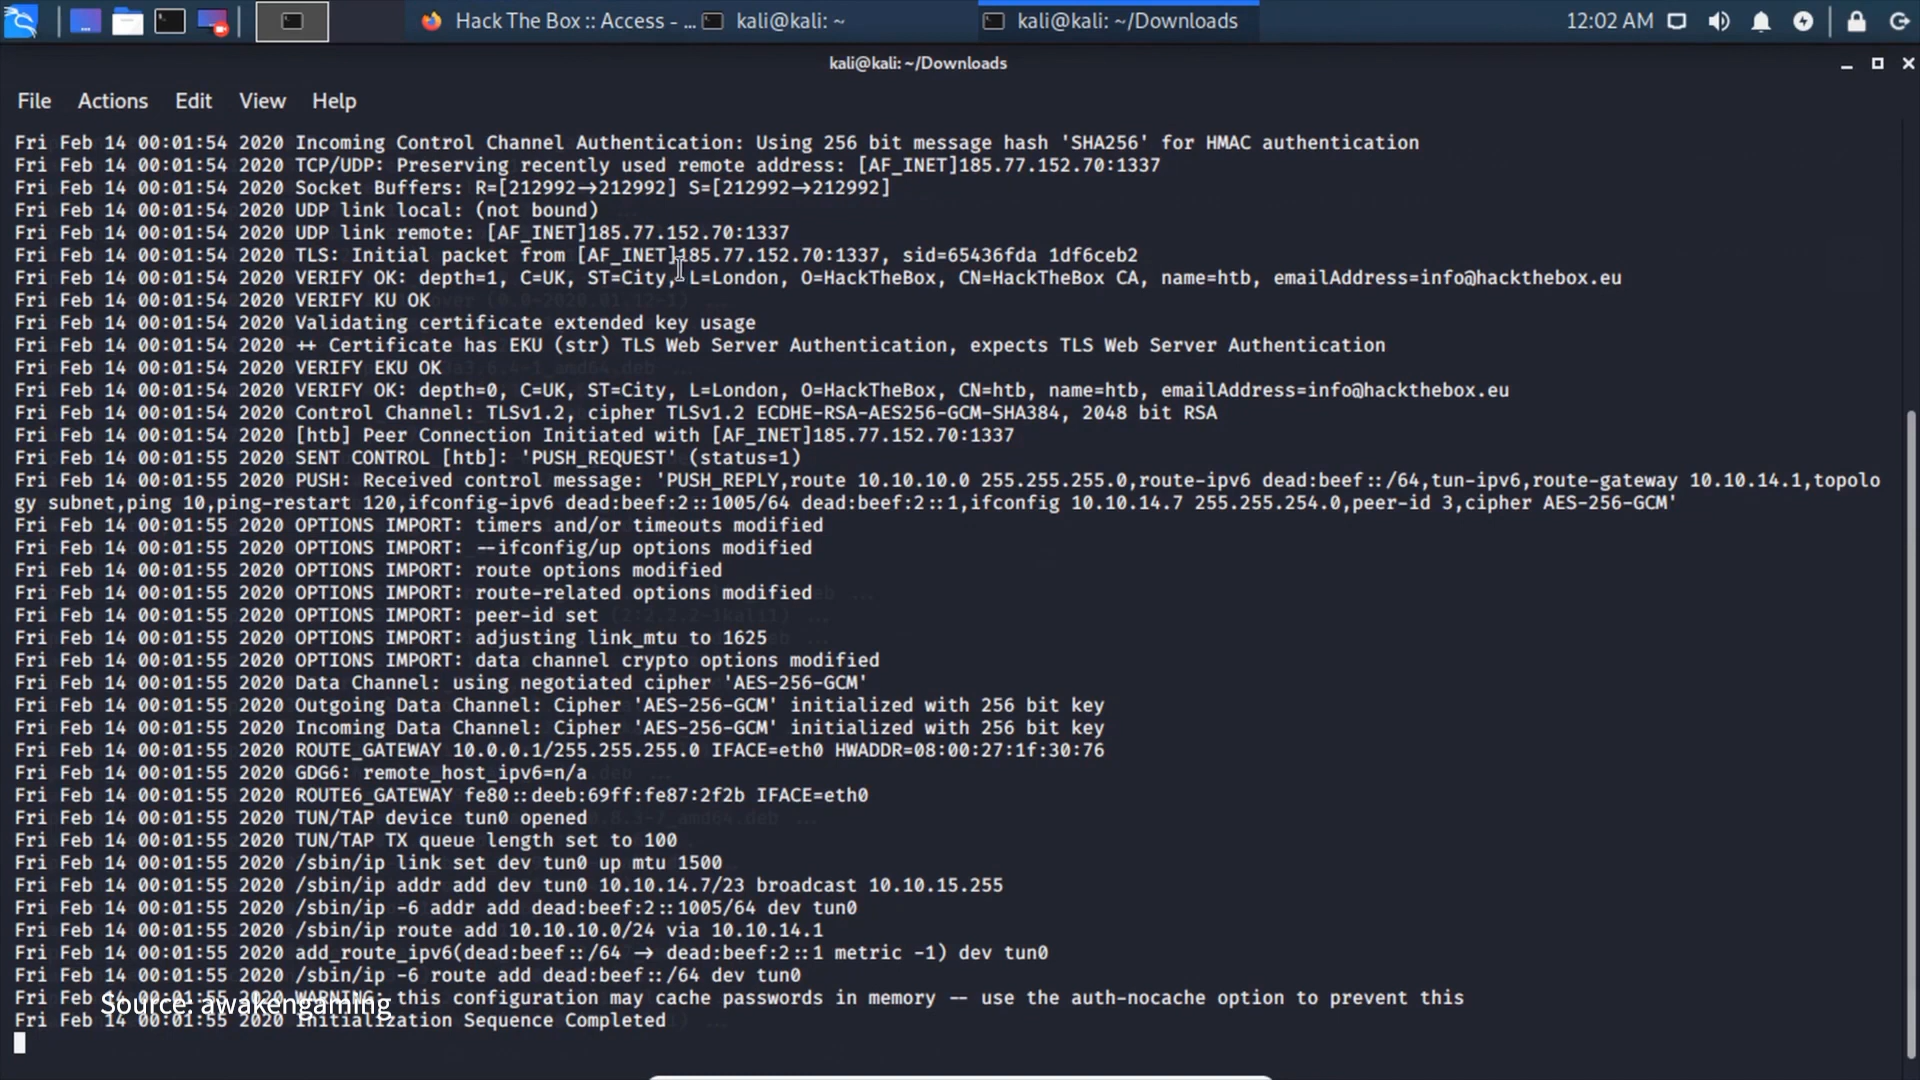 Hack The Box :: Access - ...
kali@kali: ~
kali@kali: ~/Downloads
12:02 AM
kali@kali: ~/Downloads
File Actions Edit View Help
Fri Feb 14 00:01:54 2020 Incoming Control Channel Authentication: Using 256 bit message hash 'SHA256' for HMAC authentication
Fri Feb 14 00:01:54 2020 TCP/UDP: Preserving recently used remote address: [AF_INET]185.77.152.70:1337
Fri Feb 14 00:01:54 2020 Socket Buffers: R=[212992→212992] S=[212992→212992]
Fri Feb 14 00:01:54 2020 UDP link local: (not bound)
Fri Feb 14 00:01:54 2020 UDP link remote: [AF_INET]185.77.152.70:1337
Fri Feb 14 00:01:54 2020 TLS: Initial packet from [AF_INET]185.77.152.70:1337, sid=65436fda 1df6ceb2
Fri Feb 14 00:01:54 2020 VERIFY OK: depth=1, C=UK, ST=City, L=London, O=HackTheBox, CN=HackTheBox CA, name=htb, emailAddress=info@hackthebox.eu
Fri Feb 14 00:01:54 2020 VERIFY KU OK
Fri Feb 14 00:01:54 2020 Validating certificate extended key usage
Fri Feb 14 00:01:54 2020 ++ Certificate has EKU (str) TLS Web Server Authentication, expects TLS Web Server Authentication
Fri Feb 14 00:01:54 2020 VERIFY EKU OK
Fri Feb 14 00:01:54 2020 VERIFY OK: depth=0, C=UK, ST=City, L=London, O=HackTheBox, CN=htb, name=htb, emailAddress=info@hackthebox.eu
Fri Feb 14 00:01:54 2020 Control Channel: TLSv1.2, cipher TLSv1.2 ECDHE-RSA-AES256-GCM-SHA384, 2048 bit RSA
Fri Feb 14 00:01:54 2020 [htb] Peer Connection Initiated with [AF_INET]185.77.152.70:1337
Fri Feb 14 00:01:55 2020 SENT CONTROL [htb]: 'PUSH_REQUEST' (status=1)
Fri Feb 14 00:01:55 2020 PUSH: Received control message: 'PUSH_REPLY,route 10.10.10.0 255.255.255.0,route-ipv6 dead:beef::/64,tun-ipv6,route-gateway 10.10.14.1,topolo
gy subnet,ping 10,ping-restart 120,ifconfig-ipv6 dead:beef:2::1005/64 dead:beef:2::1,ifconfig 10.10.14.7 255.255.254.0,peer-id 3,cipher AES-256-GCM'
Fri Feb 14 00:01:55 2020 OPTIONS IMPORT: timers and/or timeouts modified
Fri Feb 14 00:01:55 2020 OPTIONS IMPORT: --ifconfig/up options modified
Fri Feb 14 00:01:55 2020 OPTIONS IMPORT: route options modified
Fri Feb 14 00:01:55 2020 OPTIONS IMPORT: route-related options modified
Fri Feb 14 00:01:55 2020 OPTIONS IMPORT: peer-id set
Fri Feb 14 00:01:55 2020 OPTIONS IMPORT: adjusting link_mtu to 1625
Fri Feb 14 00:01:55 2020 OPTIONS IMPORT: data channel crypto options modified
Fri Feb 14 00:01:55 2020 Data Channel: using negotiated cipher 'AES-256-GCM'
Fri Feb 14 00:01:55 2020 Outgoing Data Channel: Cipher 'AES-256-GCM' initialized with 256 bit key
Fri Feb 14 00:01:55 2020 Incoming Data Channel: Cipher 'AES-256-GCM' initialized with 256 bit key
Fri Feb 14 00:01:55 2020 ROUTE_GATEWAY 10.0.0.1/255.255.255.0 IFACE=eth0 HWADDR=08:00:27:1f:30:76
Fri Feb 14 00:01:55 2020 GDG6: remote_host_ipv6=n/a
Fri Feb 14 00:01:55 2020 ROUTE6_GATEWAY fe80::deeb:69ff:fe87:2f2b IFACE=eth0
Fri Feb 14 00:01:55 2020 TUN/TAP device tun0 opened
Fri Feb 14 00:01:55 2020 TUN/TAP TX queue length set to 100
Fri Feb 14 00:01:55 2020 /sbin/ip link set dev tun0 up mtu 1500
Fri Feb 14 00:01:55 2020 /sbin/ip addr add dev tun0 10.10.14.7/23 broadcast 10.10.15.255
Fri Feb 14 00:01:55 2020 /sbin/ip -6 addr add dead:beef:2::1005/64 dev tun0
Fri Feb 14 00:01:55 2020 /sbin/ip route add 10.10.10.0/24 via 10.10.14.1
Fri Feb 14 00:01:55 2020 add_route_ipv6(dead:beef::/64 → dead:beef:2::1 metric -1) dev tun0
Fri Feb 14 00:01:55 2020 /sbin/ip -6 route add dead:beef::/64 dev tun0
Fri Feb 14 00:01:55 2020 WARNING: this configuration may cache passwords in memory -- use the auth-nocache option to prevent this
Source: awakengaming
Fri Feb 14 00:01:55 2020 Initialization Sequence Completed